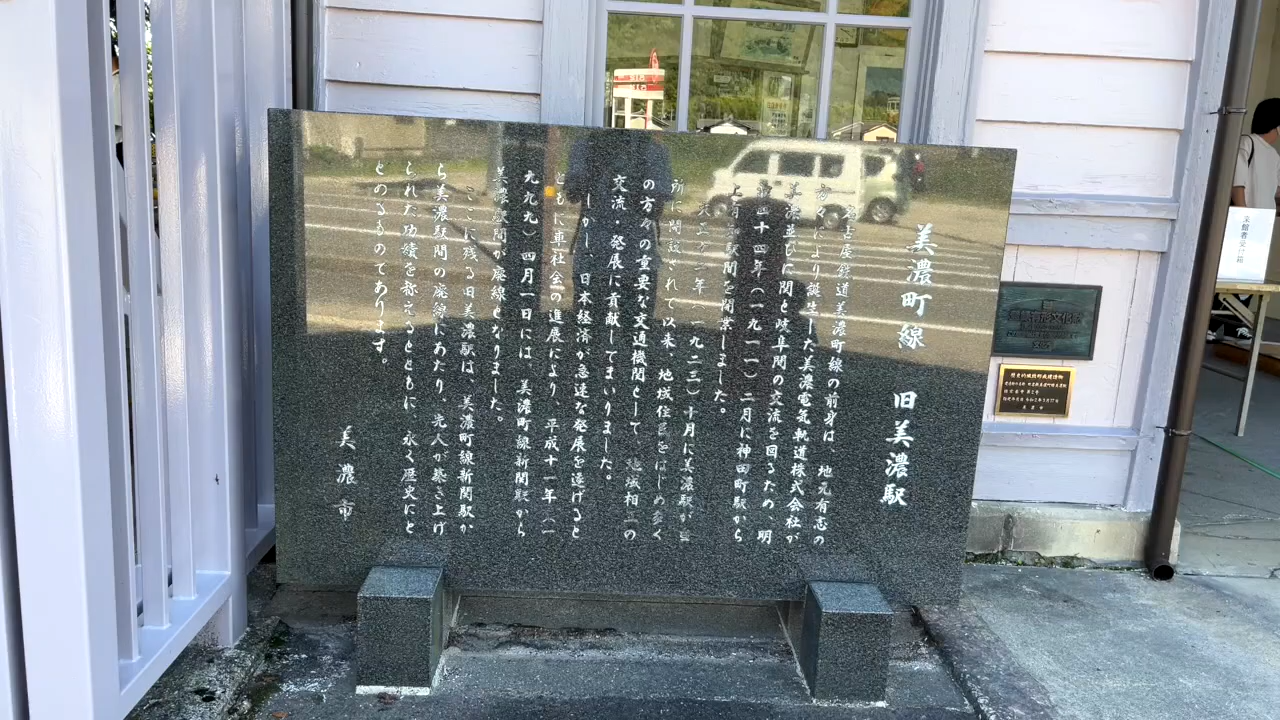 美濃町線　旧美濃駅
名古屋鉄道美濃町線の前身は、地元有志の
方々により誕生した美濃電気軌道株式会社が
美濃並びに関と岐阜間の交流を図るため　明
治四十四年（一九一一）二月に神田町駅から
上有知駅間を開業しました。
大正十二年（一九二三）十月に美濃駅が
所に開設されて以来、地域住民をはじめ多く
の方々の重要な交通機関として　地域相互の
交流・発展に貢献してまいりました。
しかし、日本経済が急速な発展を遂げると
ともに車社会の進展により、平成十一年（一
九九九）四月一日には、美濃町線新関駅から
美濃駅間が廃線となりました。
ここに残る旧美濃駅は、美濃町線新関駅か
ら美濃駅間の廃線にあたり、先人が築き上げ
られた功績を称えるとともに　永く歴史にと
どめるものであります。
美濃市
来館者受付箱
登録有形文化財